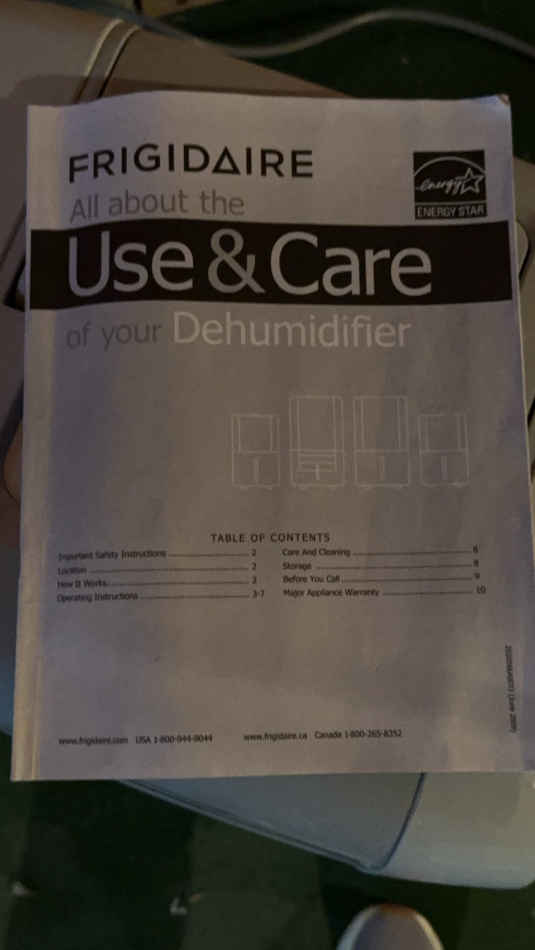 FRIGIDAIRE
energy
ENERGY STAR
All about the
Use & Care
of your Dehumidifier
TABLE OF CONTENTS
Important Safety Instructions 2
Location 2
How It Works 3
Operating Instructions 3-7
Care And Cleaning 8
Storage 8
Before You Call 9
Major Appliance Warranty 10
www.frigidaire.com USA 1-800-944-9044
www.frigidaire.ca Canada 1-800-265-8352